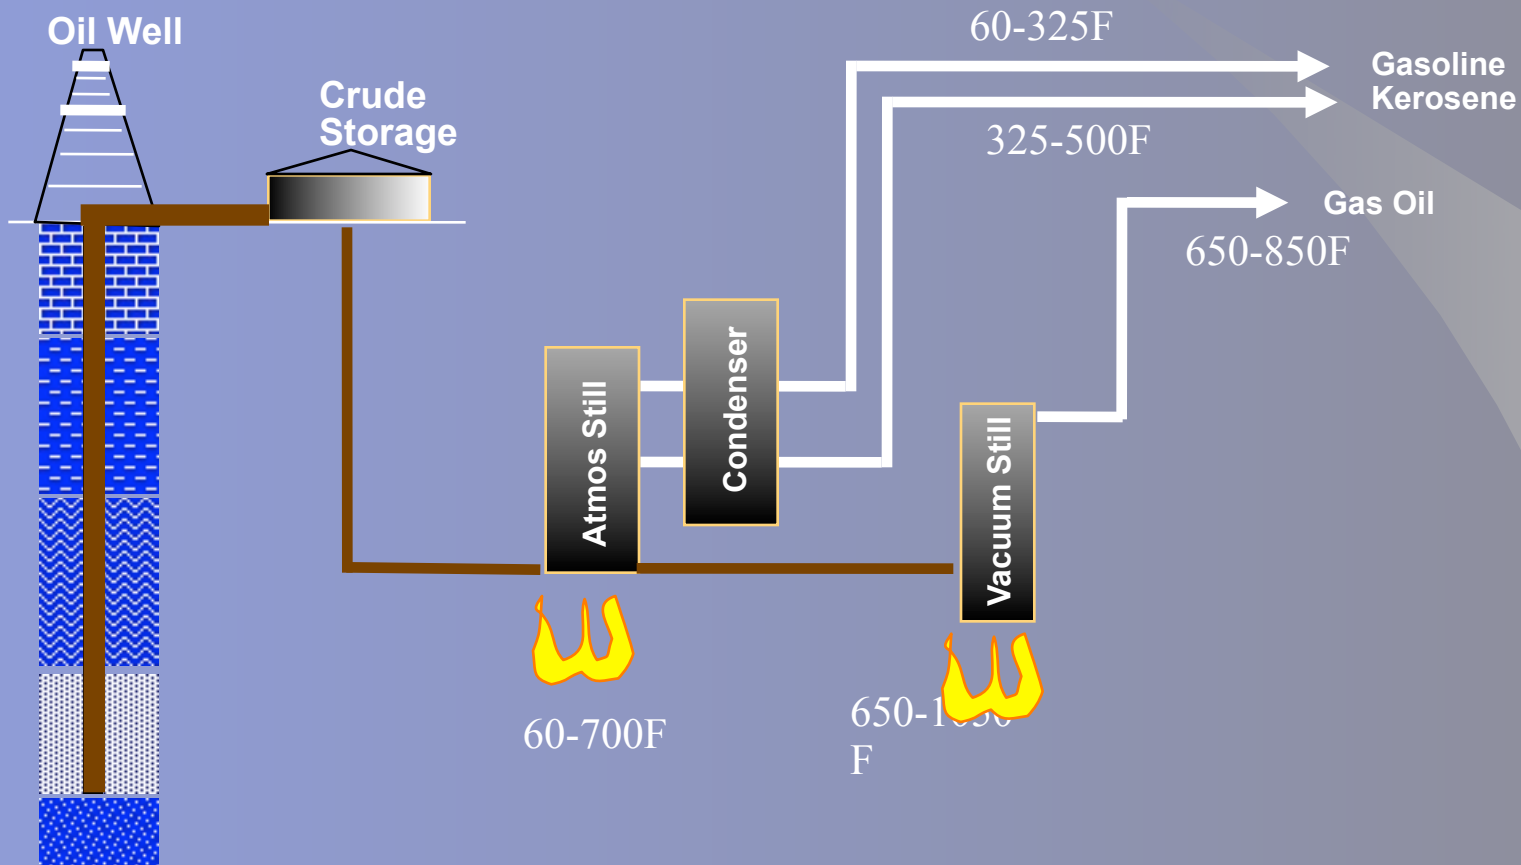 Oil Well
Crude
Storage
60-325F
Gasoline
Kerosene
325-500F
Gas Oil
650-850F
Atmos Still
Condenser
Vacuum Still
60-700F
650-1050
F